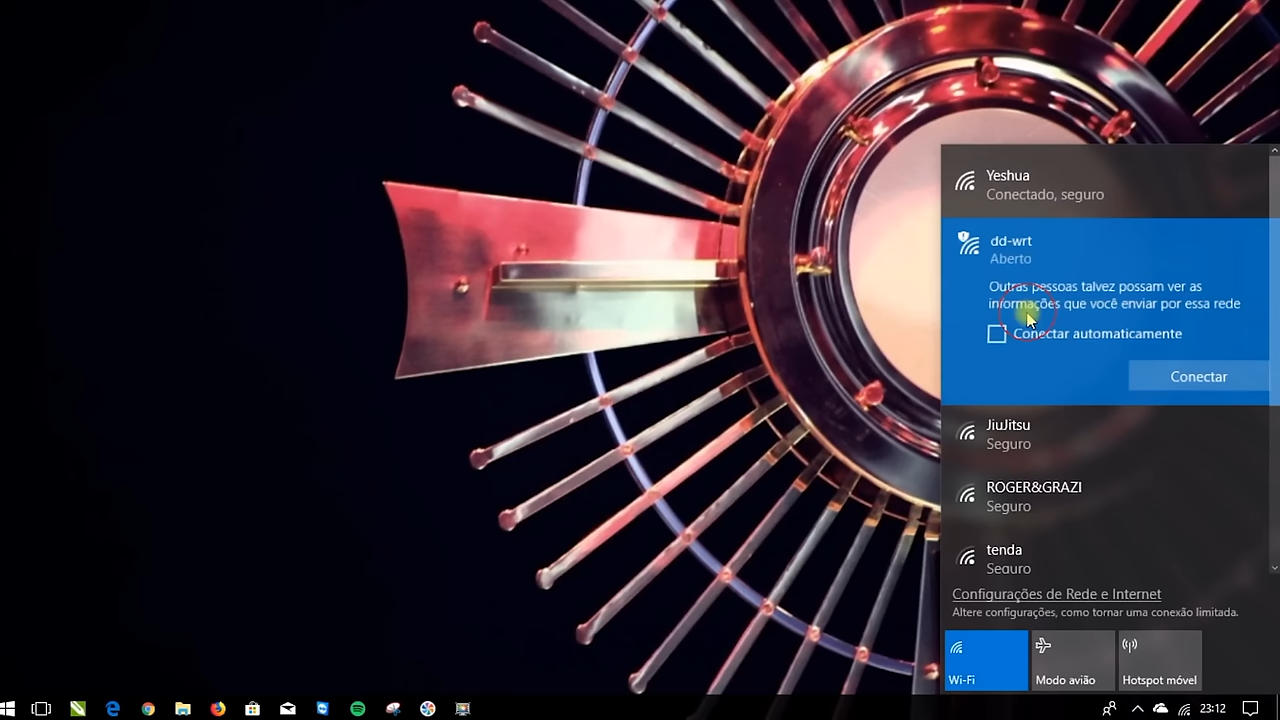 Yeshua
Conectado, seguro
dd-wrt
Aberto
Outras pessoas talvez possam ver as
informações que você enviar por essa rede
Conectar automaticamente
Conectar
JiuJitsu
Seguro
ROGER&GRAZI
Seguro
tenda
Seguro
Configurações de Rede e Internet
Altere configurações, como tornar uma conexão limitada.
Wi-Fi
Modo avião
Hotspot móvel
23:12